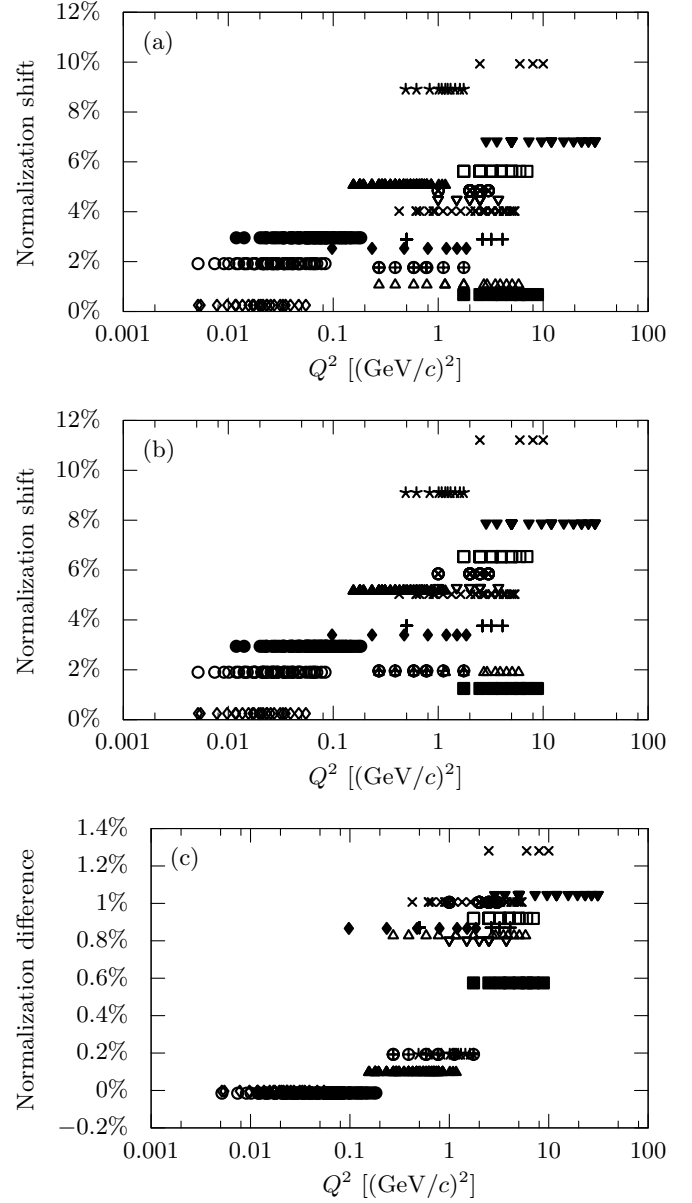 12%
10%
8%
6%
4%
2%
0%
Normalization shift
(a)
0.001 0.01 0.1 1 10 100
Q² [(GeV/c)²]
12%
10%
8%
6%
4%
2%
0%
Normalization shift
(b)
0.001 0.01 0.1 1 10 100
Q² [(GeV/c)²]
1.4%
1.2%
1%
0.8%
0.6%
0.4%
0.2%
0%
−0.2%
Normalization difference
(c)
0.001 0.01 0.1 1 10 100
Q² [(GeV/c)²]